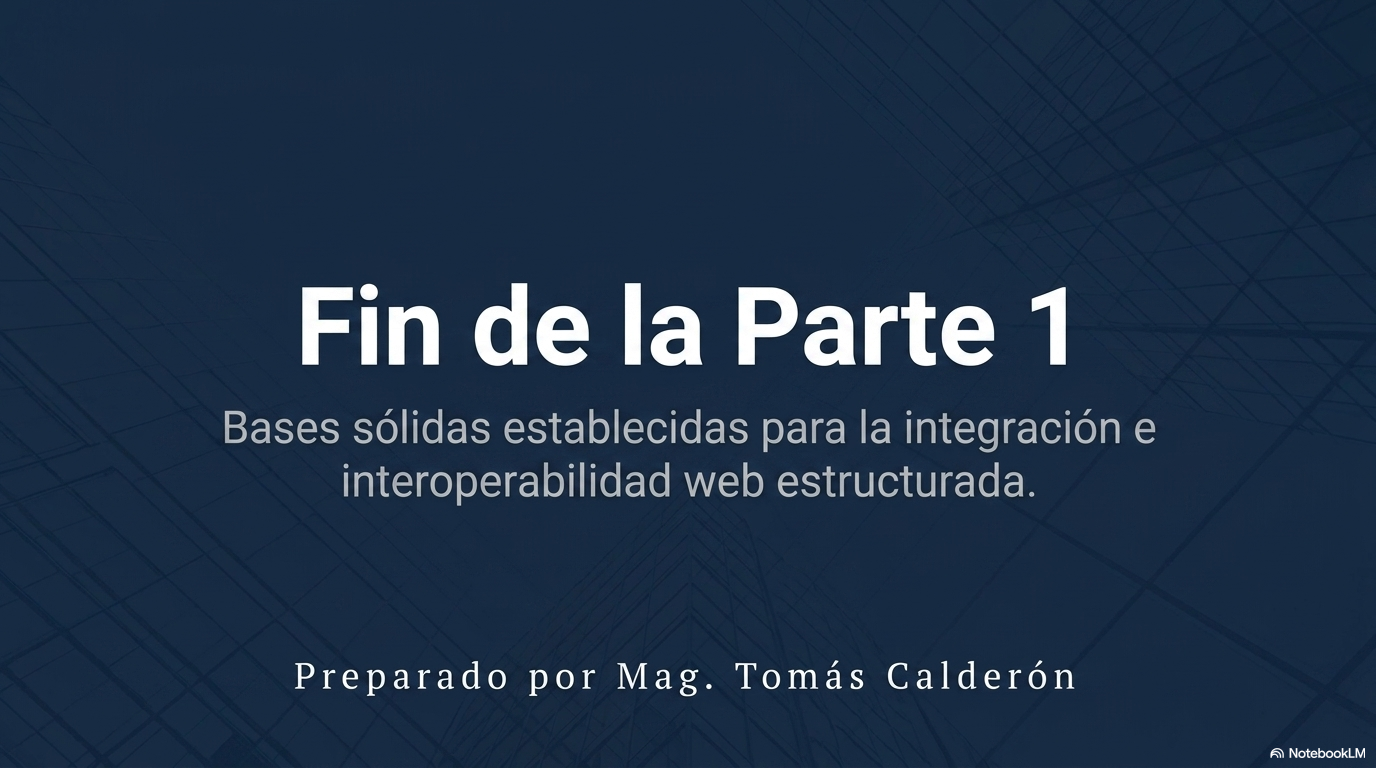 Fin de la Parte 1
Bases sólidas establecidas para la integración e
interoperabilidad web estructurada.
Preparado por Mag. Tomás Calderón
NotebookLM